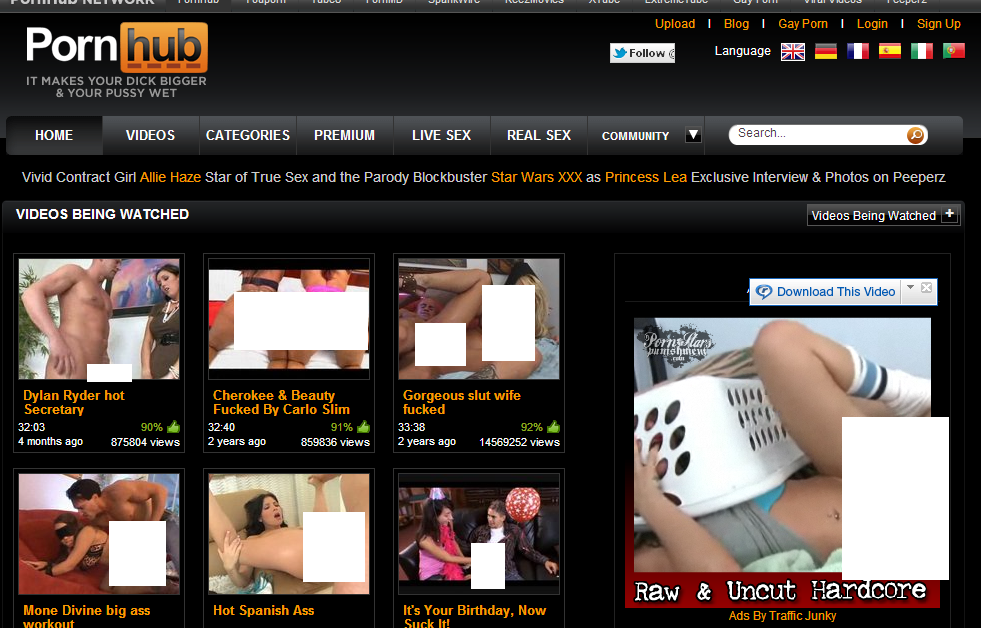 PornHub NETWORK Pornhub Youporn Tube8 PornMD Spankwire KeezMovies XTube ExtremeTube Gay Porn Viral Videos Peeperz
Upload | Blog | Gay Porn | Login | Sign Up
Porn hub
Follow @
Language
IT MAKES YOUR DICK BIGGER
& YOUR PUSSY WET
HOME VIDEOS CATEGORIES PREMIUM LIVE SEX REAL SEX COMMUNITY Search...
Vivid Contract Girl Allie Haze Star of True Sex and the Parody Blockbuster Star Wars XXX as Princess Lea Exclusive Interview & Photos on Peeperz
VIDEOS BEING WATCHED
Videos Being Watched +
Download This Video
PornStars
punishment
.com
Dylan Ryder hot
Secretary
32:03 90%
4 months ago 875804 views
Cherokee & Beauty
Fucked By Carlo Slim
32:40 91%
2 years ago 859836 views
Gorgeous slut wife
fucked
33:38 92%
2 years ago 14569252 views
Mone Divine big ass
workout
Hot Spanish Ass
It's Your Birthday, Now
Suck It!
Raw & Uncut Hardcore
Ads By Traffic Junky